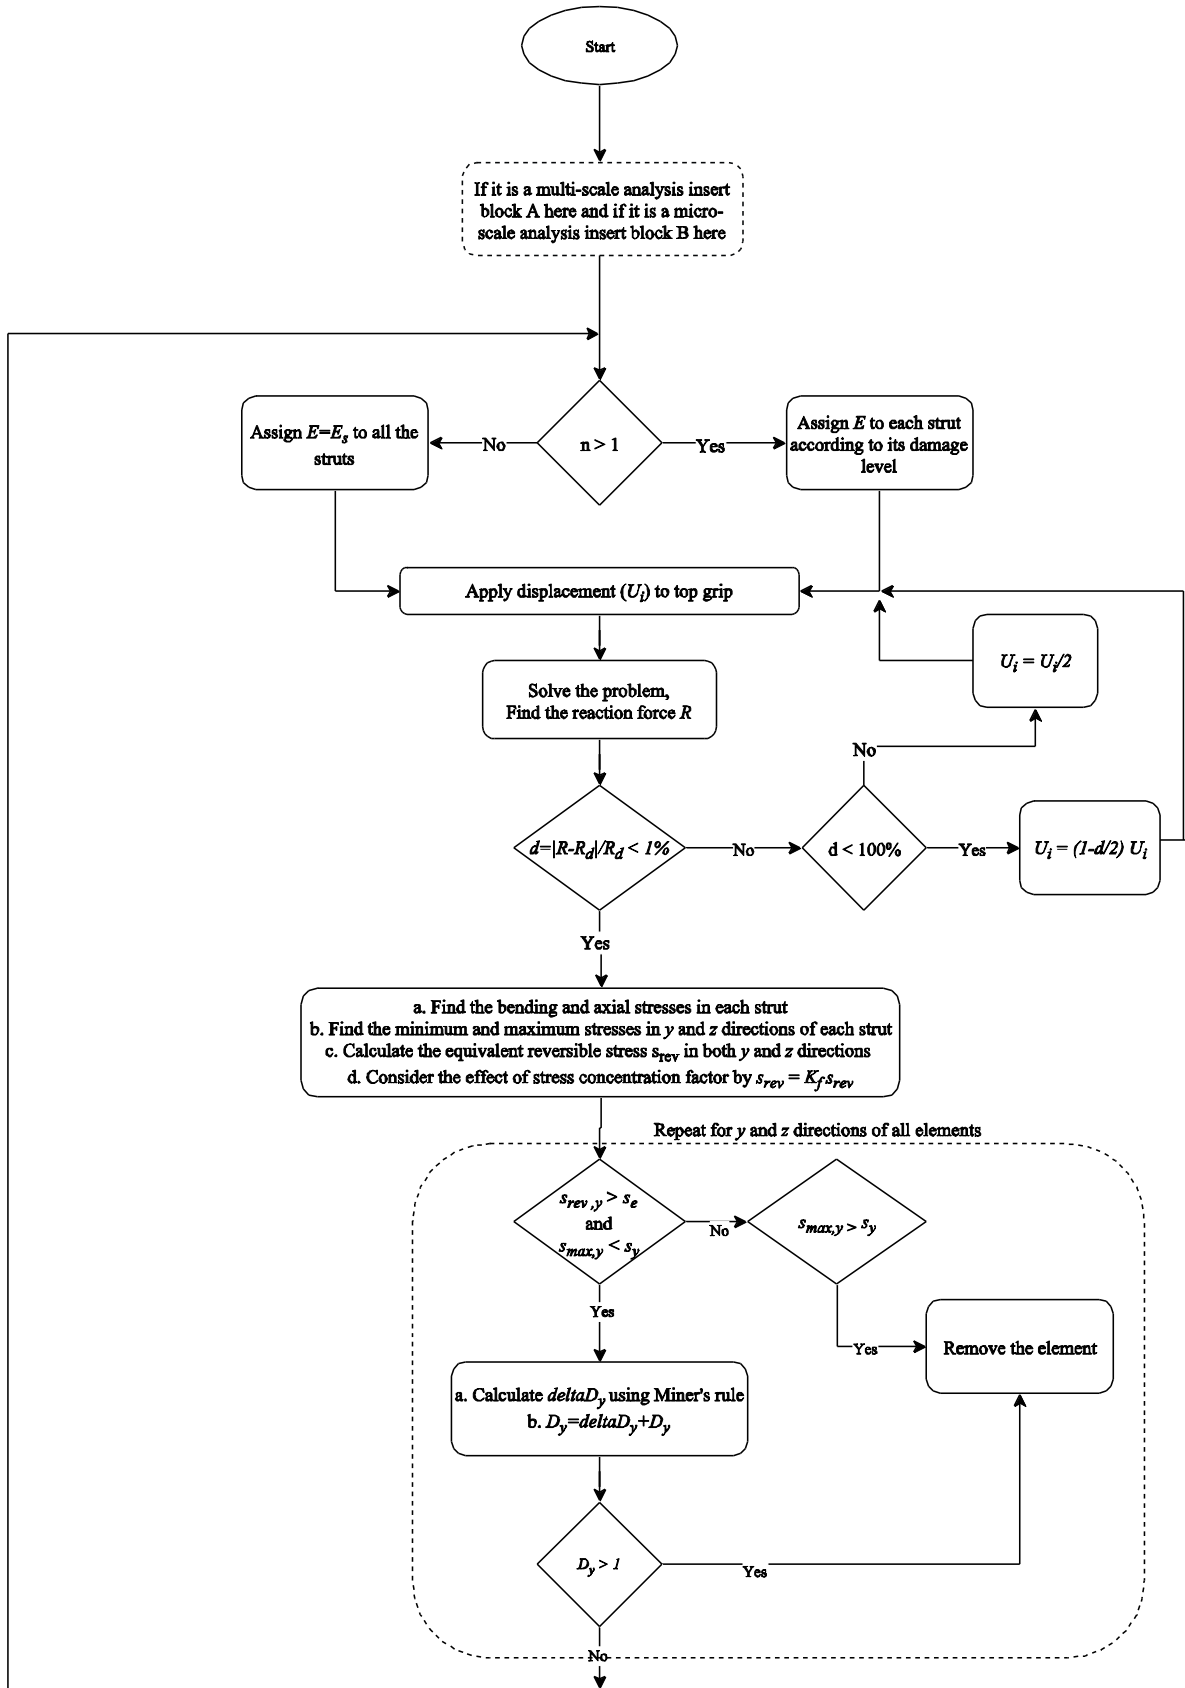 Start
If it is a multi-scale analysis insert
block A here and if it is a micro-
scale analysis insert block B here
Assign E=Es to all the
struts
No
n > 1
Yes
Assign E to each strut
according to its damage
level
Apply displacement (Ui) to top grip
Ui = Ui/2
Solve the problem,
Find the reaction force R
No
d=|R-Rd|/Rd < 1%
No
d < 100%
Yes
Ui = (1-d/2) Ui
Yes
a. Find the bending and axial stresses in each strut
b. Find the minimum and maximum stresses in y and z directions of each strut
c. Calculate the equivalent reversible stress srev in both y and z directions
d. Consider the effect of stress concentration factor by srev = Kfsrev
Repeat for y and z directions of all elements
srev,y > se
and
smax,y < sy
No
smax,y > sy
Yes
Yes
Remove the element
a. Calculate deltaDy using Miner's rule
b. Dy=deltaDy+Dy
Dy > 1
Yes
No